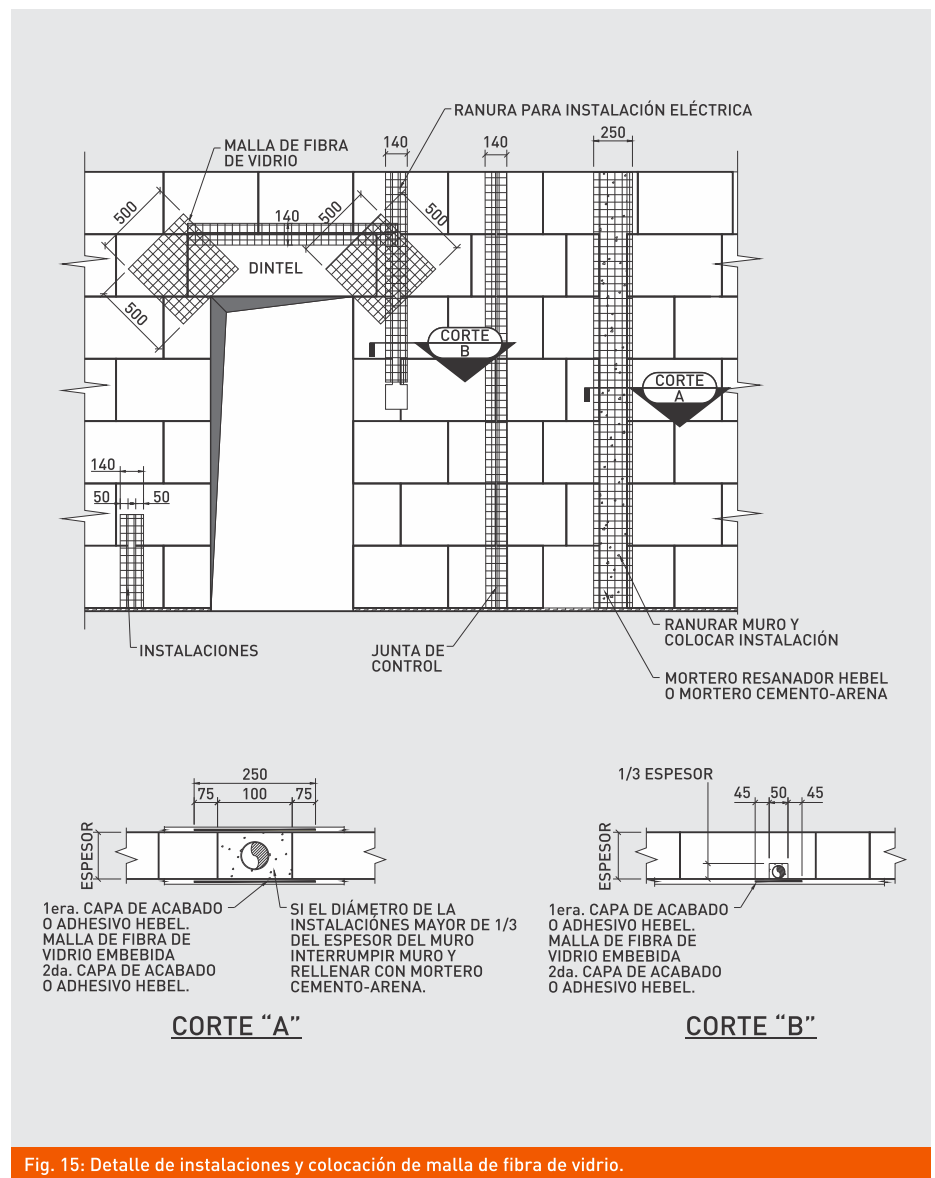 RANURA PARA INSTALACIÓN ELÉCTRICA
MALLA DE FIBRA
DE VIDRIO
140
140
250
500
140
500
500
DINTEL
500
CORTE
B
CORTE
A
140
50
50
INSTALACIONES
JUNTA DE
CONTROL
RANURAR MURO Y
COLOCAR INSTALACIÓN
MORTERO RESANADOR HEBEL
O MORTERO CEMENTO-ARENA
250
75
100
75
ESPESOR
1era. CAPA DE ACABADO
O ADHESIVO HEBEL.
MALLA DE FIBRA DE
VIDRIO EMBEBIDA
2da. CAPA DE ACABADO
O ADHESIVO HEBEL.
SI EL DIÁMETRO DE LA
INSTALACIÓNES MAYOR DE 1/3
DEL ESPESOR DEL MURO
INTERRUMPIR MURO Y
RELLENAR CON MORTERO
CEMENTO-ARENA.
CORTE “A”
1/3 ESPESOR
45
50
45
ESPESOR
1era. CAPA DE ACABADO
O ADHESIVO HEBEL.
MALLA DE FIBRA DE
VIDRIO EMBEBIDA
2da. CAPA DE ACABADO
O ADHESIVO HEBEL.
CORTE “B”
Fig. 15: Detalle de instalaciones y colocación de malla de fibra de vidrio.